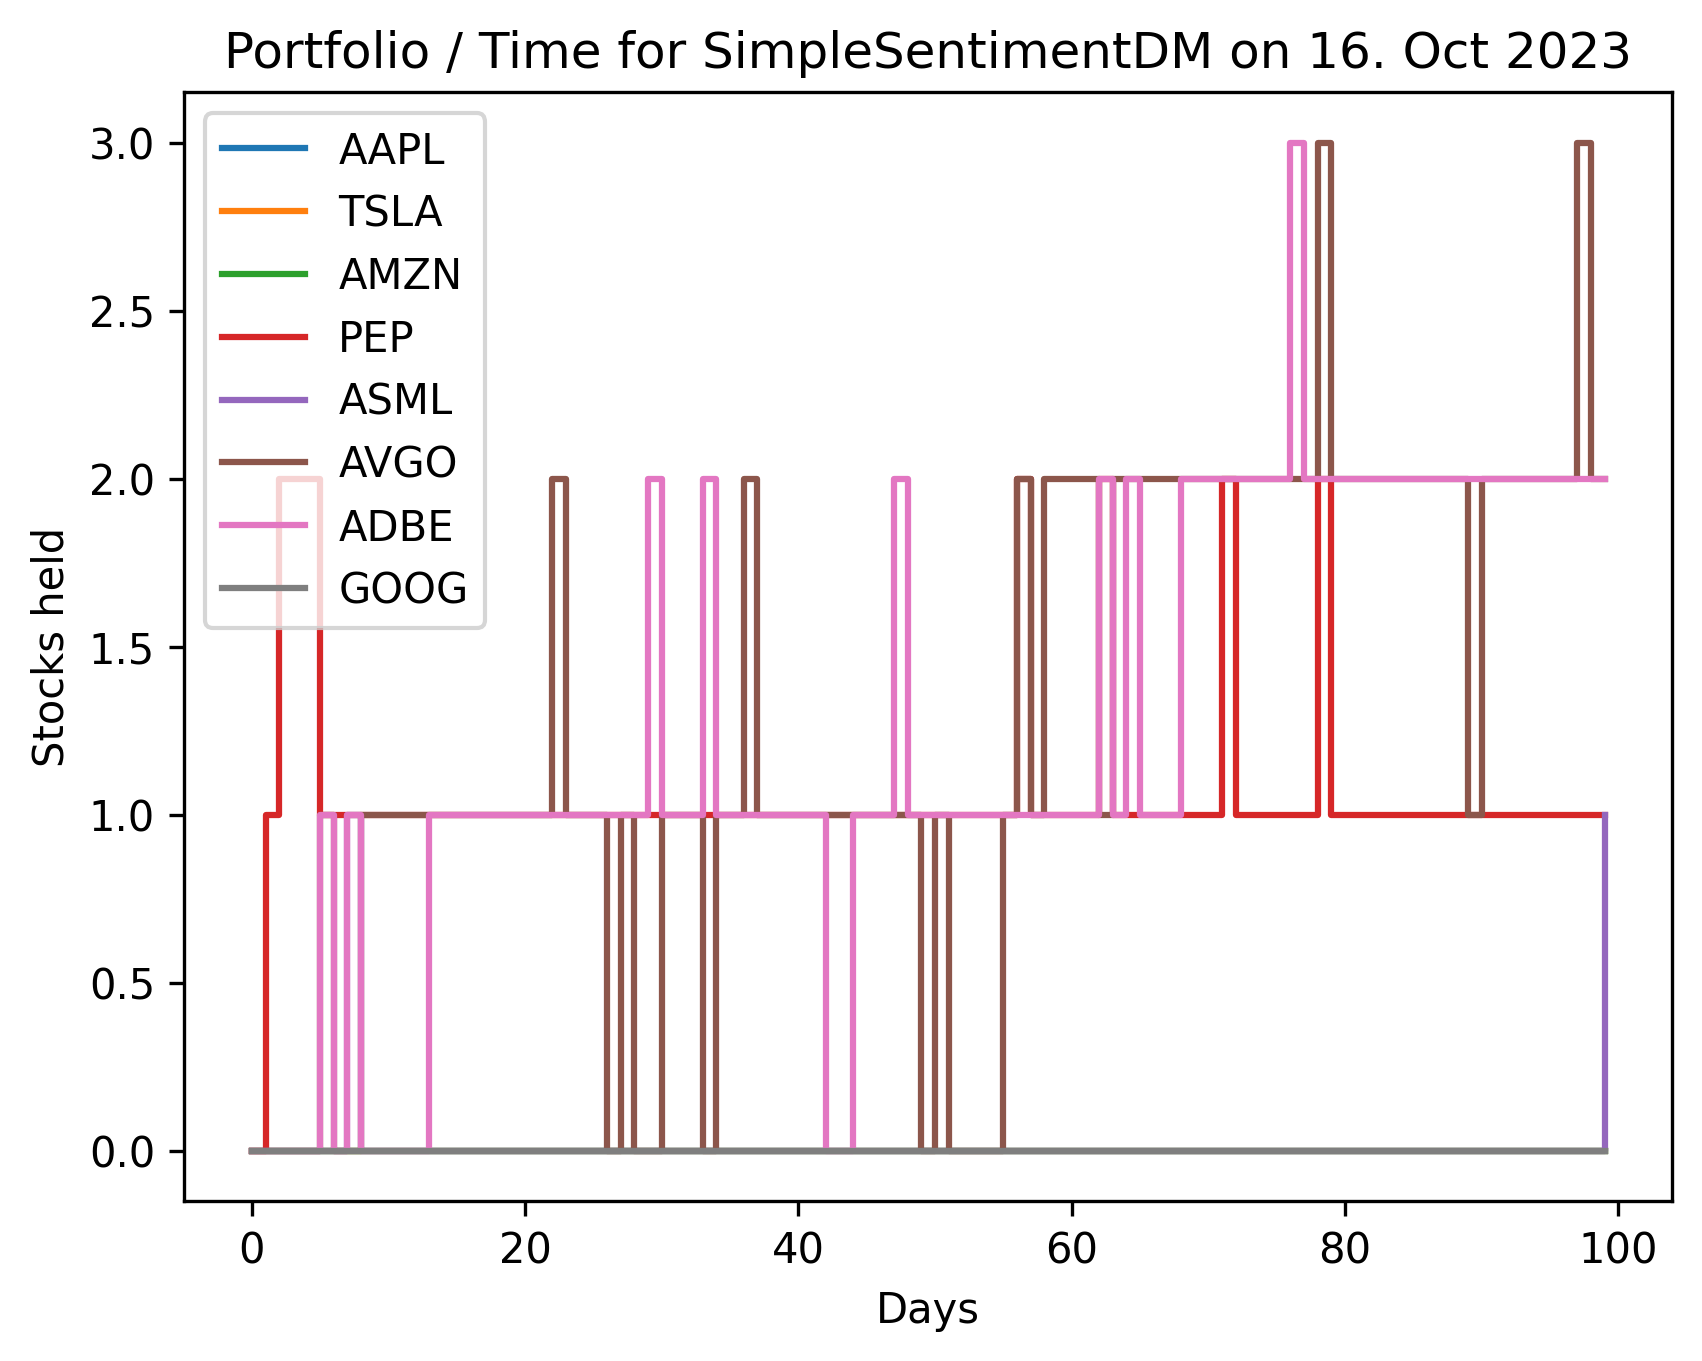 Portfolio / Time for SimpleSentimentDM on 16. Oct 2023
3.0
2.5
2.0
1.5
1.0
0.5
0.0
Stocks held
AAPL
TSLA
AMZN
PEP
ASML
AVGO
ADBE
GOOG
0 20 40 60 80 100
Days